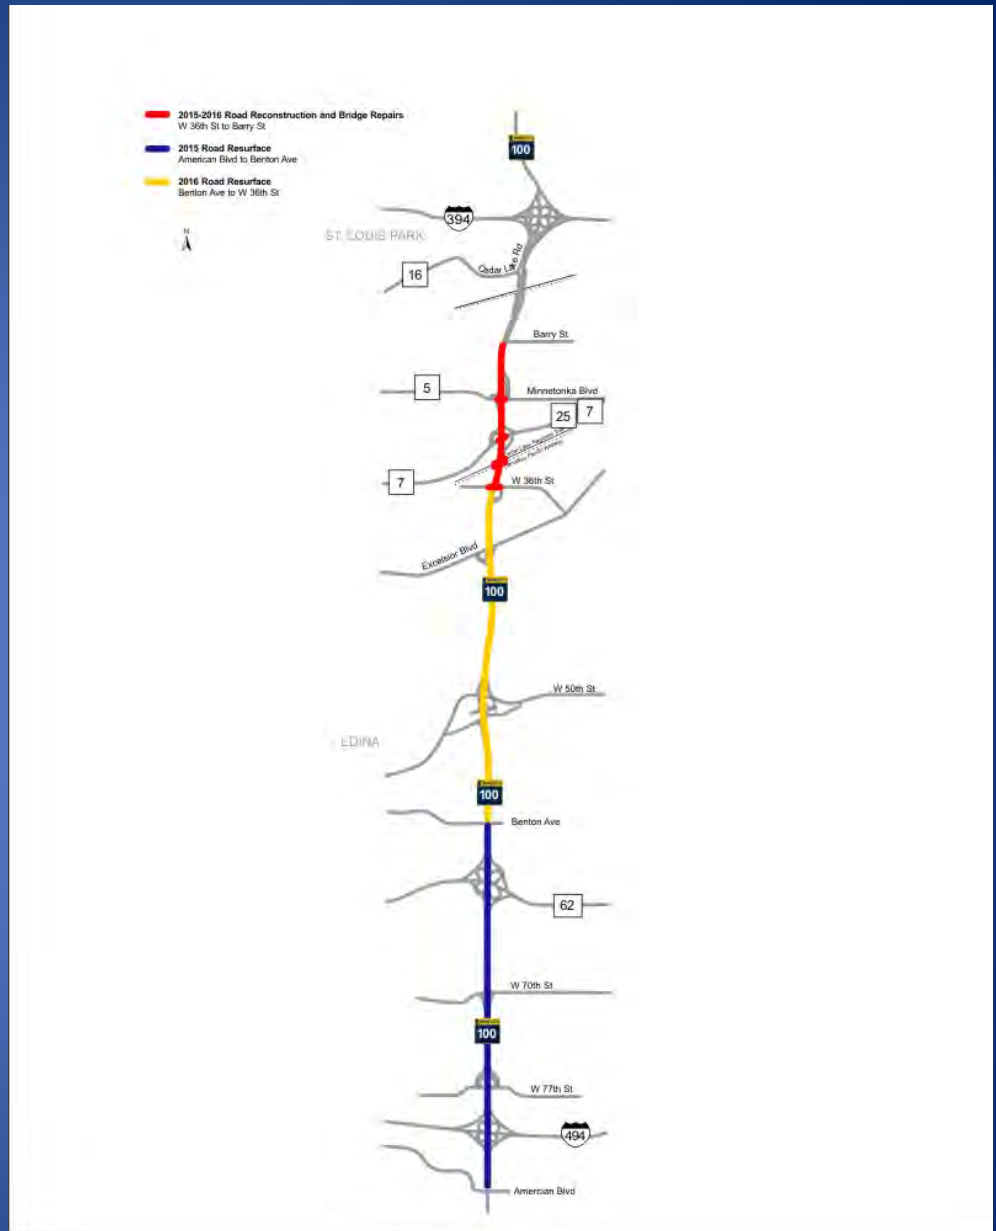 2015-2016 Road Reconstruction and Bridge Repairs
W 36th St to Barry St
2015 Road Resurface
American Blvd to Benton Ave
2016 Road Resurface
Benton Ave to W 36th St
N
100
394
ST. LOUIS PARK
Cedar Lake Rd
16
Barry St
5
Minnetonka Blvd
25
7
7
W 36th St
Excelsior Blvd
100
W 50th St
EDINA
100
Benton Ave
62
W 70th St
100
W 77th St
494
Amercian Blvd